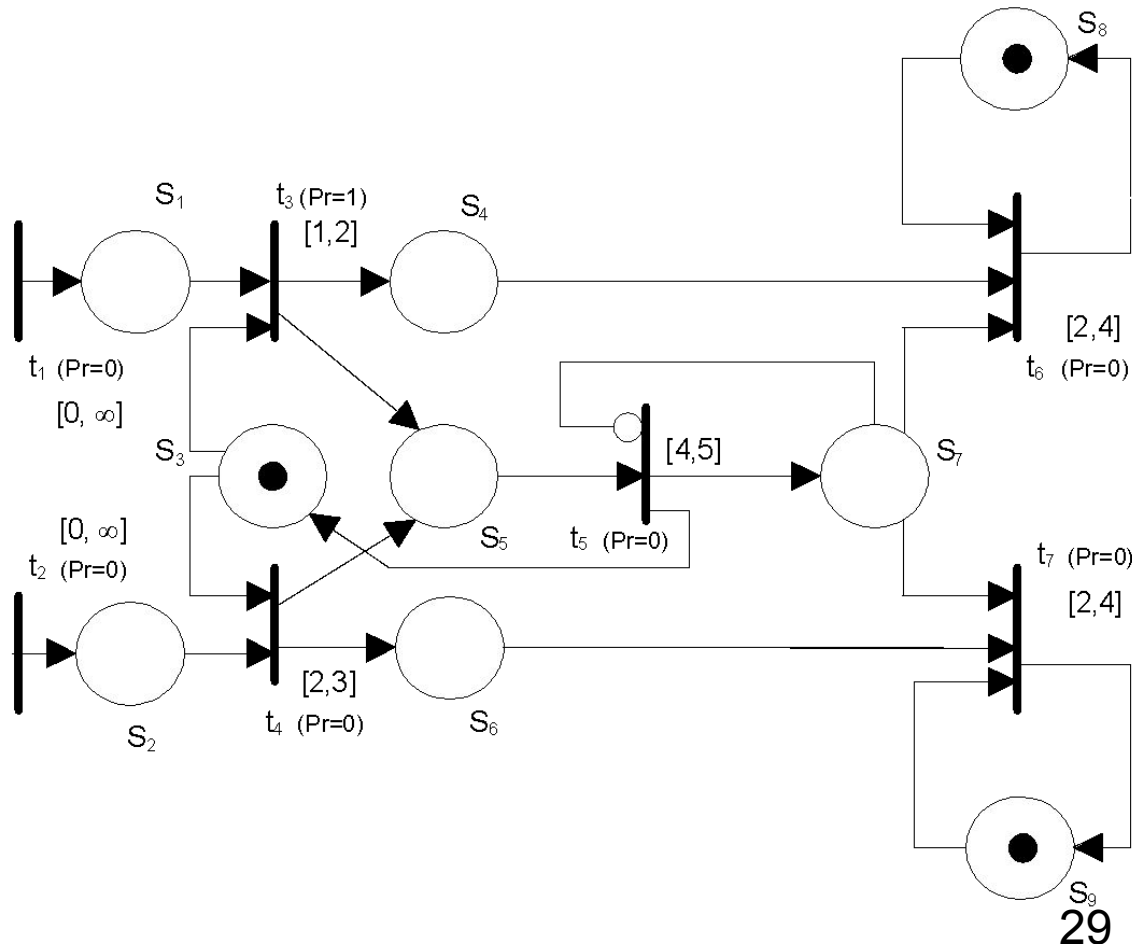 S₈
S₁
t₃ (Pr=1)
[1,2]
S₄
t₁ (Pr=0)
[0, ∞]
[2,4]
t₆ (Pr=0)
S₃
[4,5]
S₇
S₅
t₅ (Pr=0)
[0, ∞]
t₂ (Pr=0)
t₇ (Pr=0)
[2,4]
[2,3]
t₄ (Pr=0)
S₂
S₆
S₉
29